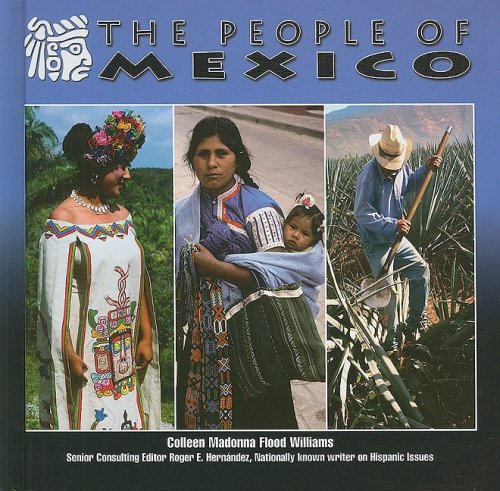 THE PEOPLE OF
MEXICO
Colleen Madonna Flood Williams
Senior Consulting Editor Roger E. Hernández, Nationally known writer on Hispanic Issues